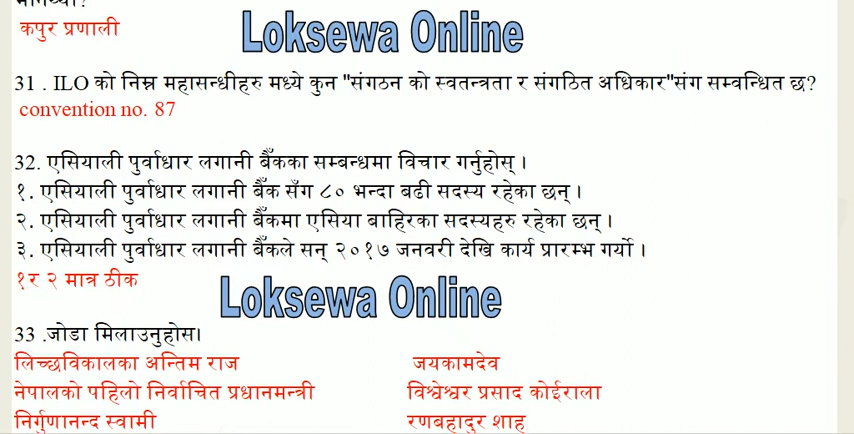 कपुर प्रणाली
Loksewa Online
31 . ILO को निम्न महासन्धीहरु मध्ये कुन "संगठन को स्वतन्त्रता र संगठित अधिकार"संग सम्वन्धित छ?
convention no. 87
32. एसियाली पुर्वाधार लगानी बैँकका सम्बन्धमा विचार गर्नुहोस् ।
१. एसियाली पुर्वाधार लगानी बैँक सँग ८० भन्दा बढी सदस्य रहेका छन् ।
२. एसियाली पुर्वाधार लगानी बैँकमा एसिया बाहिरका सदस्यहरु रहेका छन् ।
३. एसियाली पुर्वाधार लगानी बैँकले सन् २०१७ जनवरी देखि कार्य प्रारम्भ गर्यो ।
१र २ मात्र ठीक
Loksewa Online
33 .जोडा मिलाउनुहोस।
लिच्छविकालका अन्तिम राज जयकामदेव
नेपालको पहिलो निर्वाचित प्रधानमन्त्री विश्वेश्वर प्रसाद कोईराला
निर्गुणानन्द स्वामी रणबहादुर शाह